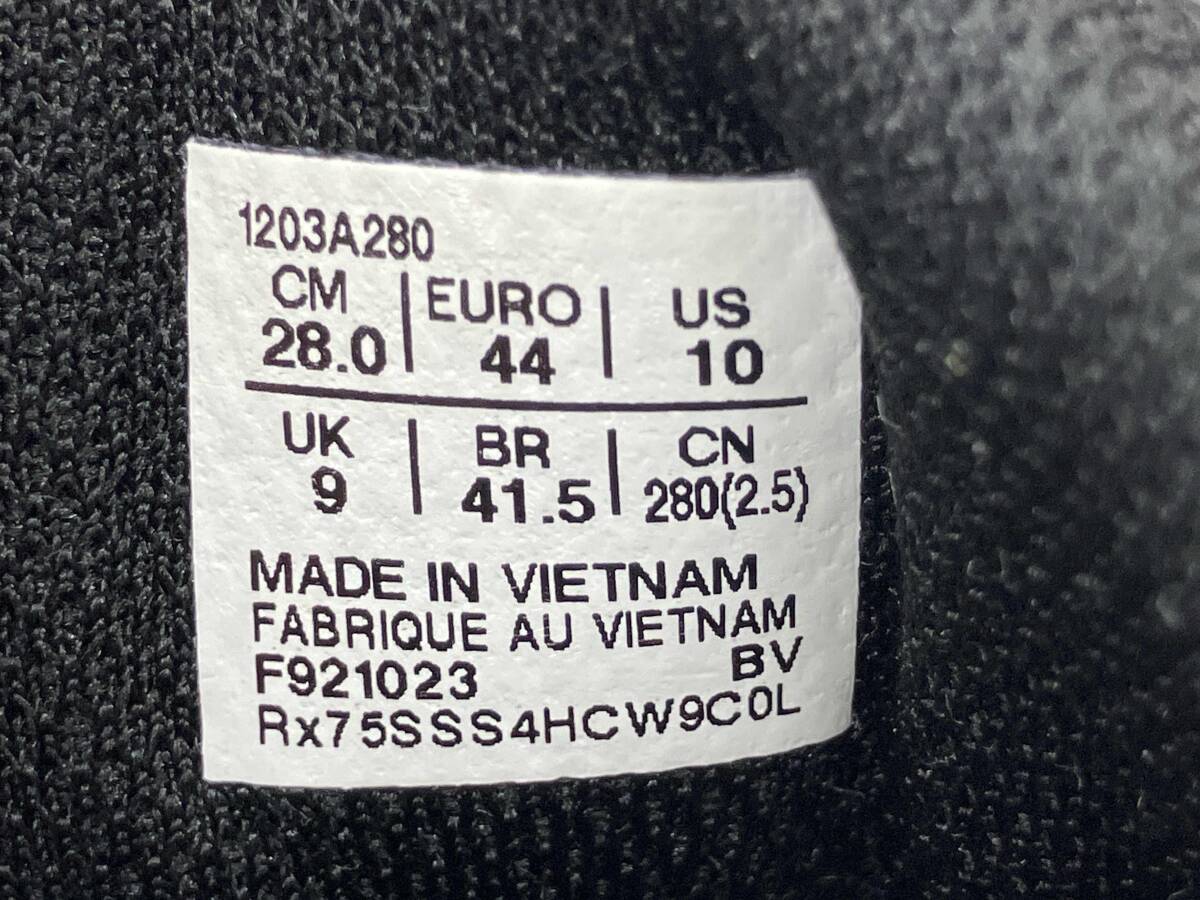 1203A280
CM | EURO | US
28.0 | 44 | 10
UK | BR | CN
9 | 41.5 | 280(2.5)
MADE IN VIETNAM
FABRIQUE AU VIETNAM
F921023 BV
Rx75SSS4HCW9C0L